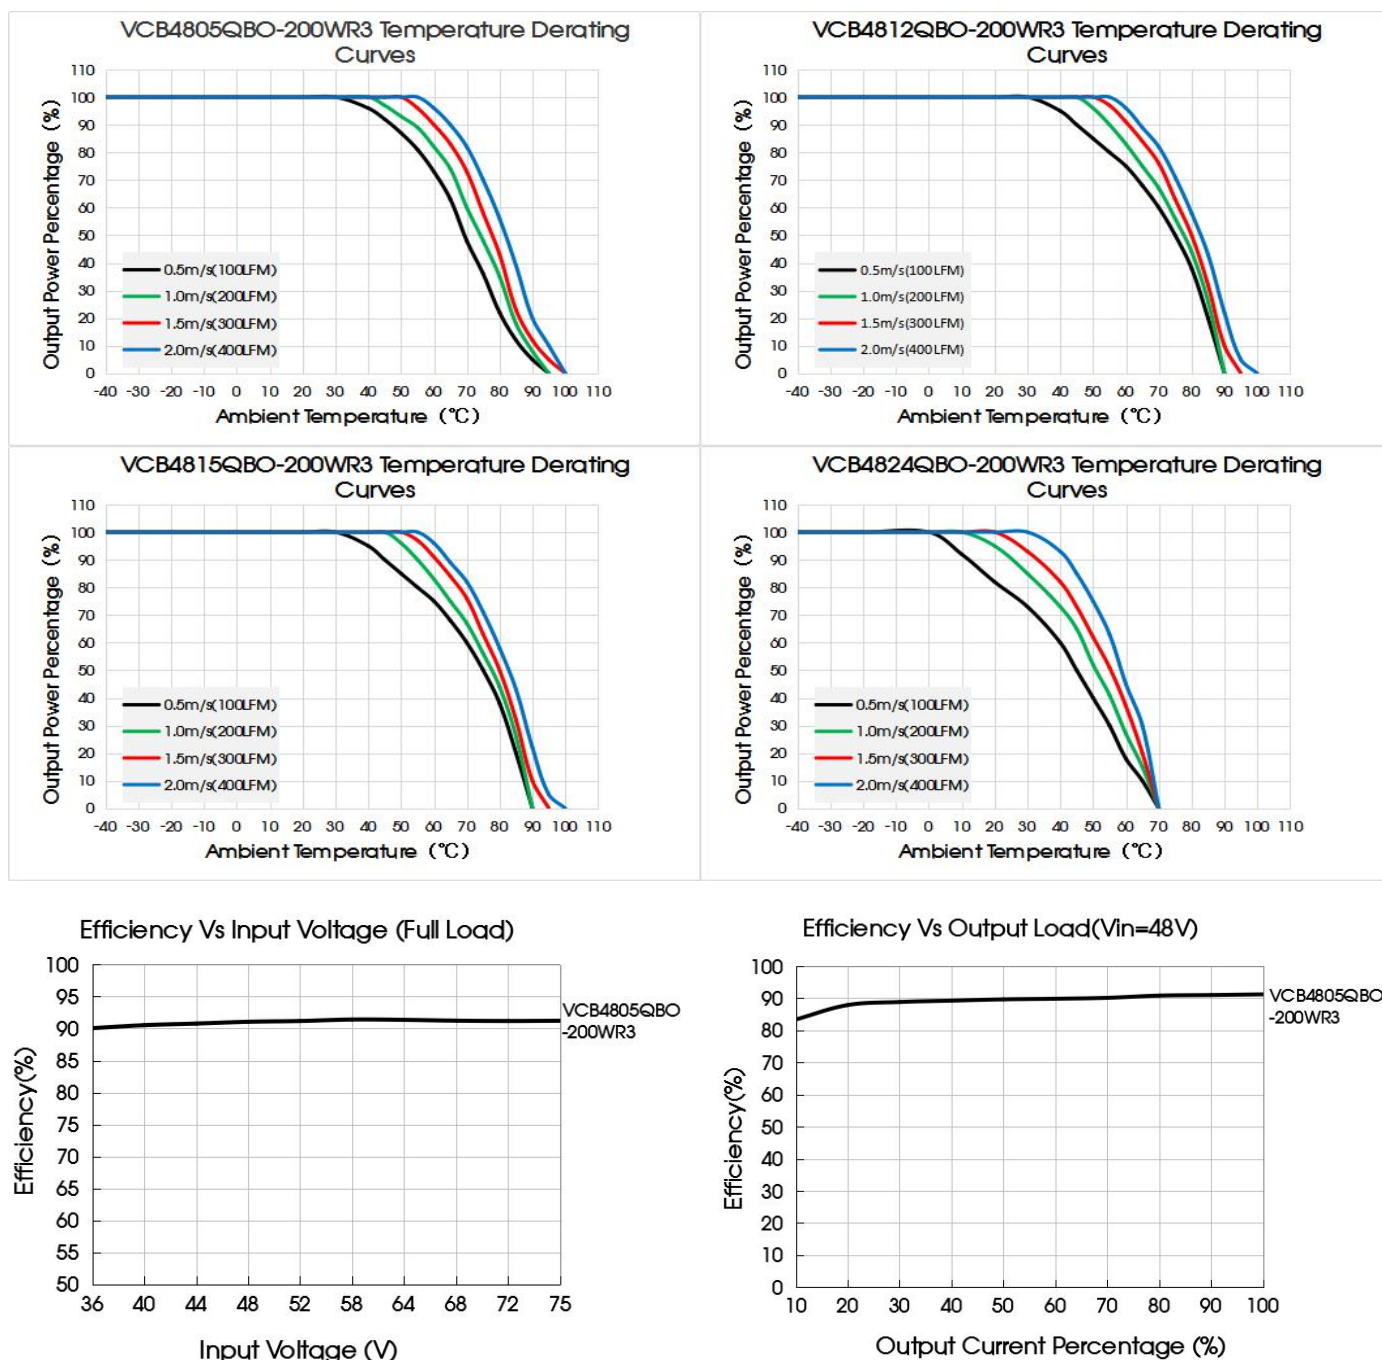 VCB4805QBO-200WR3 Temperature Derating
Curves
110
100
90
80
70
60
50
40
30
20
10
0
Output Power Percentage (%)
0.5m/s(100LFM)
1.0m/s(200LFM)
1.5m/s(300LFM)
2.0m/s(400LFM)
-40 -30 -20 -10 0 10 20 30 40 50 60 70 80 90 100 110
Ambient Temperature (℃)
VCB4812QBO-200WR3 Temperature Derating
Curves
110
100
90
80
70
60
50
40
30
20
10
0
Output Power Percentage (%)
0.5m/s(100LFM)
1.0m/s(200LFM)
1.5m/s(300LFM)
2.0m/s(400LFM)
-40 -30 -20 -10 0 10 20 30 40 50 60 70 80 90 100 110
Ambient Temperature (℃)
VCB4815QBO-200WR3 Temperature Derating
Curves
110
100
90
80
70
60
50
40
30
20
10
0
Output Power Percentage (%)
0.5m/s(100LFM)
1.0m/s(200LFM)
1.5m/s(300LFM)
2.0m/s(400LFM)
-40 -30 -20 -10 0 10 20 30 40 50 60 70 80 90 100 110
Ambient Temperature (℃)
VCB4824QBO-200WR3 Temperature Derating
Curves
110
100
90
80
70
60
50
40
30
20
10
0
Output Power Percentage (%)
0.5m/s(100LFM)
1.0m/s(200LFM)
1.5m/s(300LFM)
2.0m/s(400LFM)
-40 -30 -20 -10 0 10 20 30 40 50 60 70 80 90 100 110
Ambient Temperature (℃)
Efficiency Vs Input Voltage (Full Load)
100
95
90
85
80
75
70
65
60
55
50
Efficiency(%)
VCB4805QBO
-200WR3
36 40 44 48 52 58 64 68 72 75
Input Voltage (V)
Efficiency Vs Output Load(Vin=48V)
100
90
80
70
60
50
40
30
20
10
0
Efficiency(%)
VCB4805QBO
-200WR3
10 20 30 40 50 60 70 80 90 100
Output Current Percentage (%)